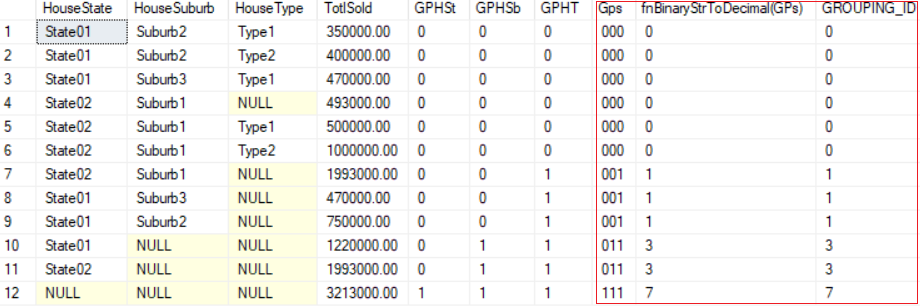 HouseState HouseSuburb HouseType TotlSold GPHSt GPHSb GPHT Gps fnBinaryStrToDecimal(GPs) GROUPING_ID
1 State01 Suburb2 Type1 350000.00 0 0 0 000 0 0
2 State01 Suburb2 Type2 400000.00 0 0 0 000 0 0
3 State01 Suburb3 Type1 470000.00 0 0 0 000 0 0
4 State02 Suburb1 NULL 493000.00 0 0 0 000 0 0
5 State02 Suburb1 Type1 500000.00 0 0 0 000 0 0
6 State02 Suburb1 Type2 1000000.00 0 0 0 000 0 0
7 State02 Suburb1 NULL 1993000.00 0 0 1 001 1 1
8 State01 Suburb3 NULL 470000.00 0 0 1 001 1 1
9 State01 Suburb2 NULL 750000.00 0 0 1 001 1 1
10 State01 NULL NULL 1220000.00 0 1 1 011 3 3
11 State02 NULL NULL 1993000.00 0 1 1 011 3 3
12 NULL NULL NULL 3213000.00 1 1 1 111 7 7